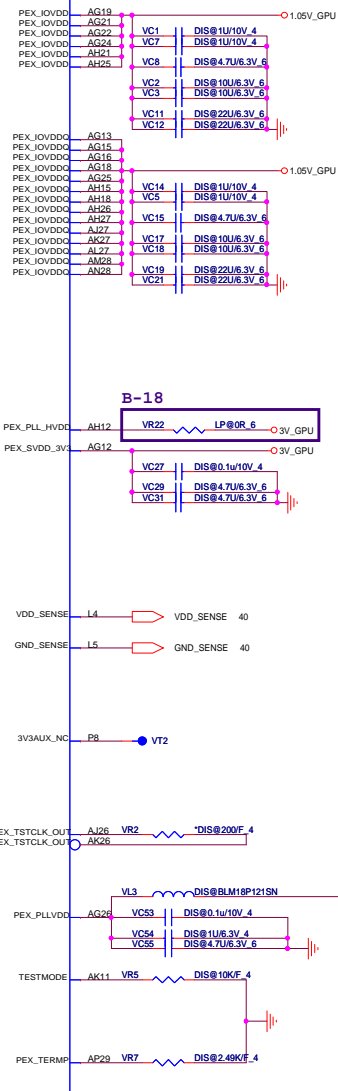 PEX_IOVDD AG19 1.05V_GPU
PEX_IOVDD AG21
PEX_IOVDD AG22 VC1 DIS@1U/10V_4
PEX_IOVDD AG24 VC7 DIS@1U/10V_4
PEX_IOVDD AH21
PEX_IOVDD AH25 VC8 DIS@4.7U/6.3V_6
VC2 DIS@10U/6.3V_6
VC3 DIS@10U/6.3V_6
VC11 DIS@22U/6.3V_6
VC12 DIS@22U/6.3V_6
PEX_IOVDDQ AG13
PEX_IOVDDQ AG15
PEX_IOVDDQ AG16
PEX_IOVDDQ AG18 1.05V_GPU
PEX_IOVDDQ AG25
PEX_IOVDDQ AH15 VC14 DIS@1U/10V_4
PEX_IOVDDQ AH18 VC5 DIS@1U/10V_4
PEX_IOVDDQ AH26
PEX_IOVDDQ AH27 VC15 DIS@4.7U/6.3V_6
PEX_IOVDDQ AJ27
PEX_IOVDDQ AK27 VC17 DIS@10U/6.3V_6
PEX_IOVDDQ AL27 VC18 DIS@10U/6.3V_6
PEX_IOVDDQ AM28
PEX_IOVDDQ AN28 VC19 DIS@22U/6.3V_6
VC21 DIS@22U/6.3V_6
B-18
PEX_PLL_HVDD AH12 VR22 LP@0R_6 3V_GPU
PEX_SVDD_3V3 AG12 3V_GPU
VC27 DIS@0.1u/10V_4
VC29 DIS@4.7U/6.3V_6
VC31 DIS@4.7U/6.3V_6
VDD_SENSE L4 VDD_SENSE 40
GND_SENSE L5 GND_SENSE 40
3V3AUX_NC P8 VT2
EX_TSTCLK_OUT AJ26 VR2 *DIS@200/F_4
EX_TSTCLK_OUT AK26
VL3 DIS@BLM18P121SN
PEX_PLLVDD AG26 VC53 DIS@0.1u/10V_4
VC54 DIS@1U/6.3V_4
VC55 DIS@4.7U/6.3V_6
TESTMODE AK11 VR5 DIS@10K/F_4
PEX_TERMP AP29 VR7 DIS@2.49K/F_4